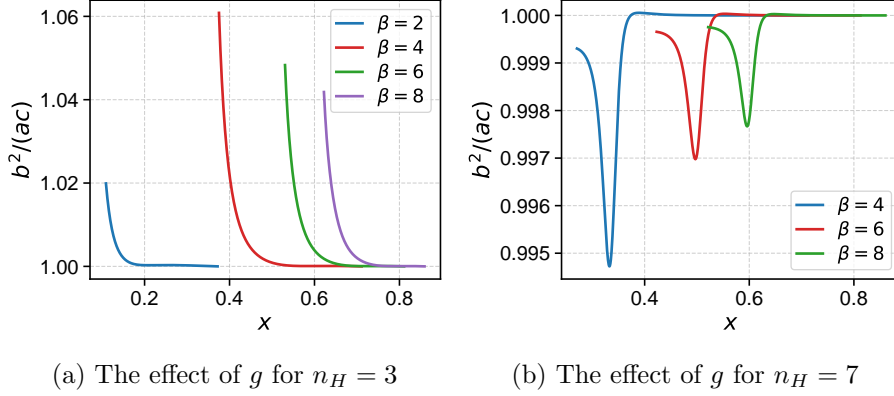 1.06
1.04
1.02
1.00
b²/(ac)
0.2 0.4 0.6 0.8
x
β = 2
β = 4
β = 6
β = 8
(a) The effect of g for n_H = 3
1.000
0.999
0.998
0.997
0.996
0.995
b²/(ac)
0.4 0.6 0.8
x
β = 4
β = 6
β = 8
(b) The effect of g for n_H = 7